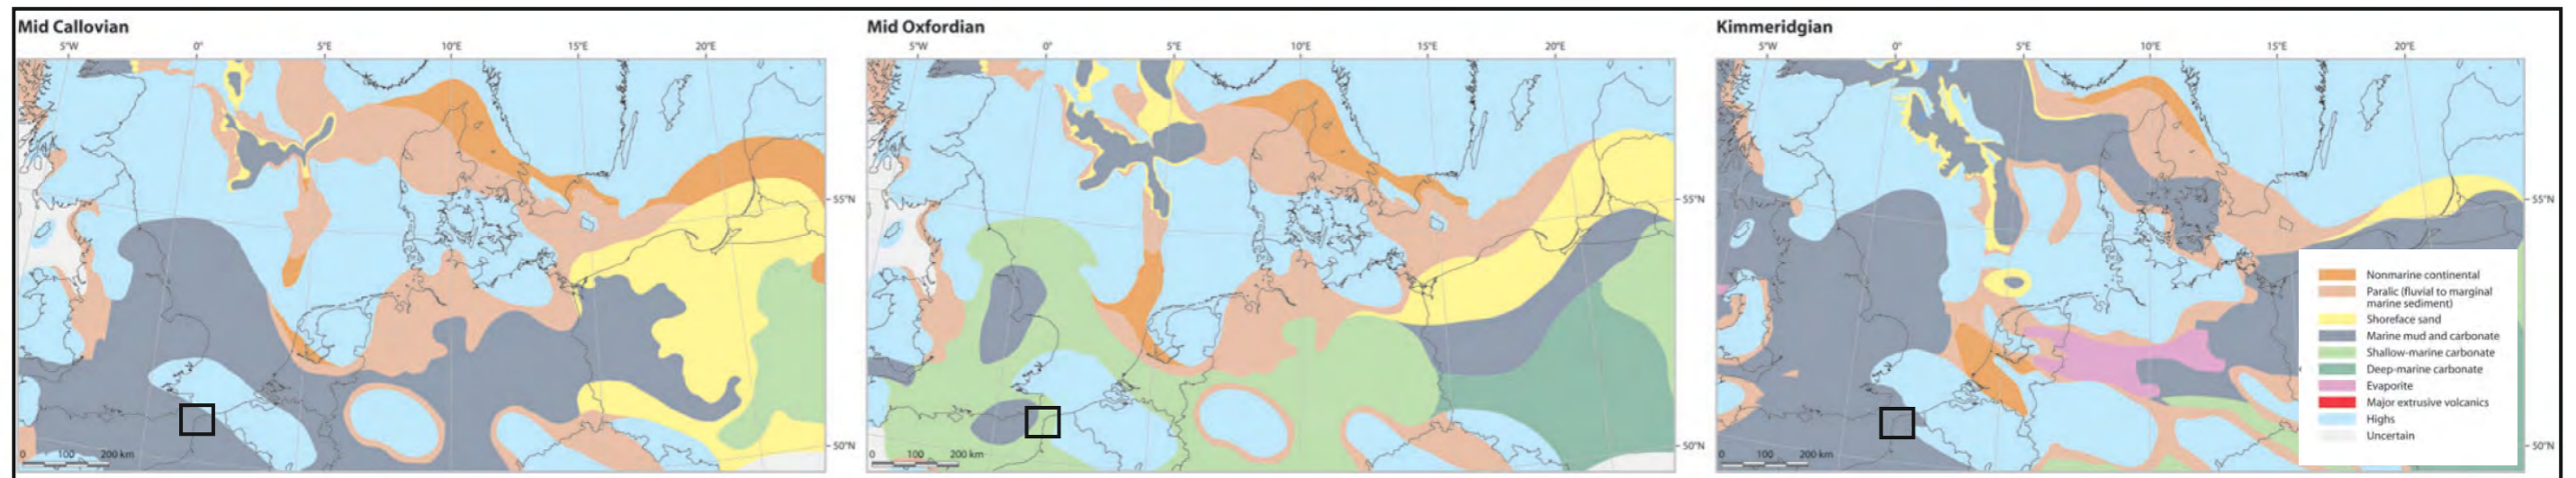 Mid Callovian
5°W 0° 5°E 10°E 15°E 20°E
55°N
50°N
0 100 200 km
Mid Oxfordian
5°W 0° 5°E 10°E 15°E 20°E
55°N
50°N
0 100 200 km
Kimmeridgian
5°W 0° 5°E 10°E 15°E 20°E
55°N
50°N
0 100 200 km
Nonmarine continental
Paralic (fluvial to marginal
marine sediment)
Shoreface sand
Marine mud and carbonate
Shallow-marine carbonate
Deep-marine carbonate
Evaporite
Major extrusive volcanics
Highs
Uncertain